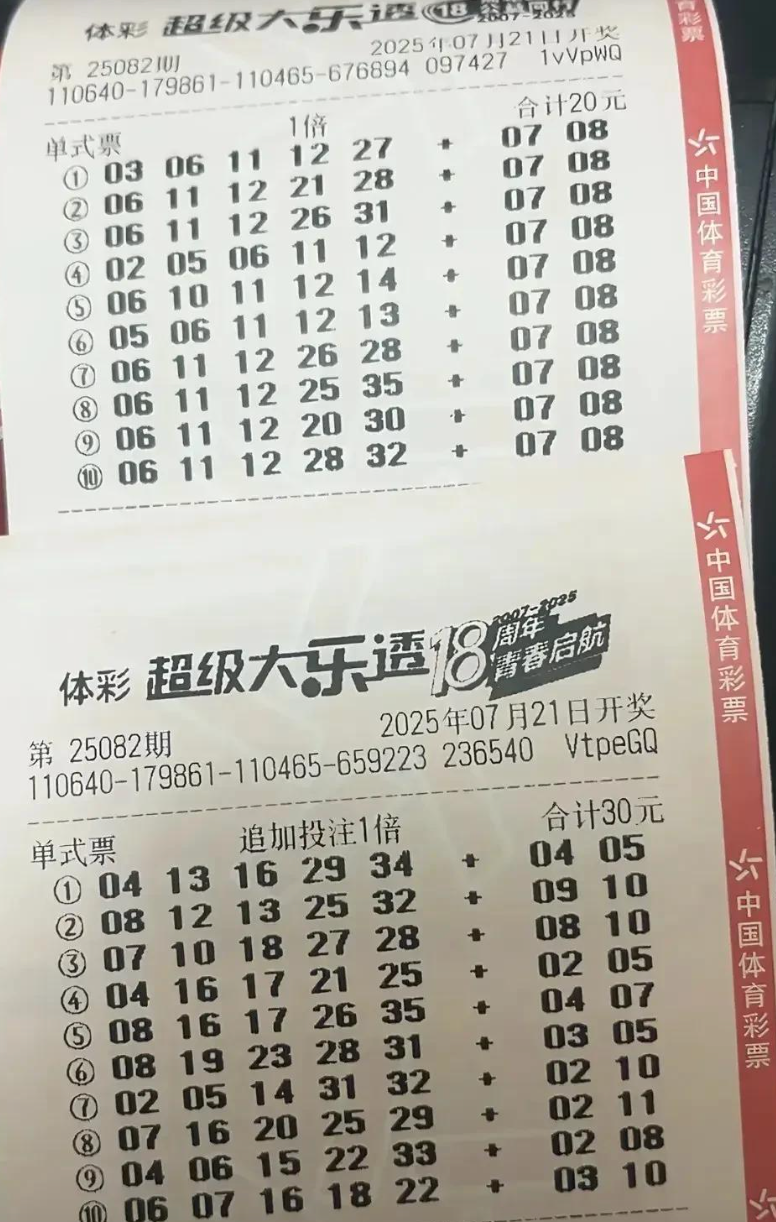 体彩 超级大乐透 18 2007-2025
第 25082期 2025年07月21日开奖
110640-179861-110465-676894 097427 1vVpWQ
单式票 1倍 合计20元
① 03 06 11 12 27 + 07 08
② 06 11 12 21 28 + 07 08
③ 06 11 12 26 31 + 07 08
④ 02 05 06 11 12 + 07 08
⑤ 06 10 11 12 14 + 07 08
⑥ 05 06 11 12 13 + 07 08
⑦ 06 11 12 26 28 + 07 08
⑧ 06 11 12 25 35 + 07 08
⑨ 06 11 12 20 30 + 07 08
⑩ 06 11 12 28 32 + 07 08
育彩票
中国体育彩票
体彩 超级大乐透 18周年 2007-2025
青春启航
第 25082期 2025年07月21日开奖
110640-179861-110465-659223 236540 VtpeGQ
单式票 追加投注1倍 合计30元
① 04 13 16 29 34 + 04 05
② 08 12 13 25 32 + 09 10
③ 07 10 18 27 28 + 08 10
④ 04 16 17 21 25 + 02 05
⑤ 08 16 17 26 35 + 04 07
⑥ 08 19 23 28 31 + 03 05
⑦ 02 05 14 31 32 + 02 10
⑧ 07 16 20 25 29 + 02 11
⑨ 04 06 15 22 33 + 02 08
⑩ 06 07 16 18 22 + 03 10
中国体育彩票
中国体育彩票